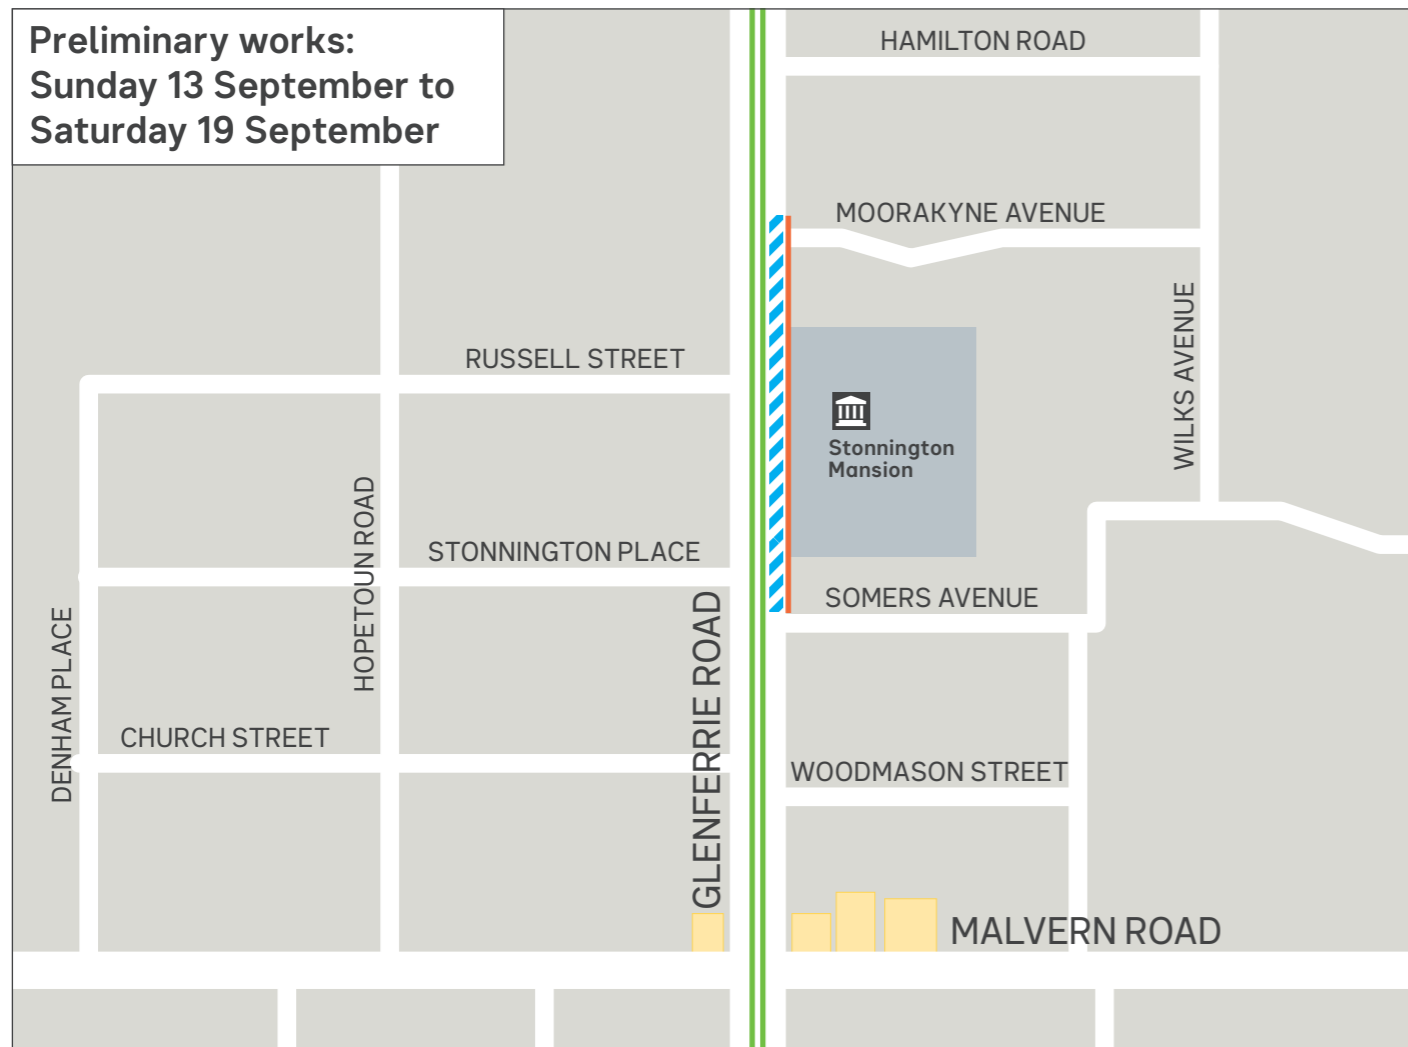 Preliminary works:
Sunday 13 September to
Saturday 19 September
HAMILTON ROAD
MOORAKYNE AVENUE
WILKS AVENUE
RUSSELL STREET
Stonnington
Mansion
HOPETOUN ROAD
STONNINGTON PLACE
SOMERS AVENUE
GLENFERRIE ROAD
DENHAM PLACE
CHURCH STREET
WOODMASON STREET
MALVERN ROAD